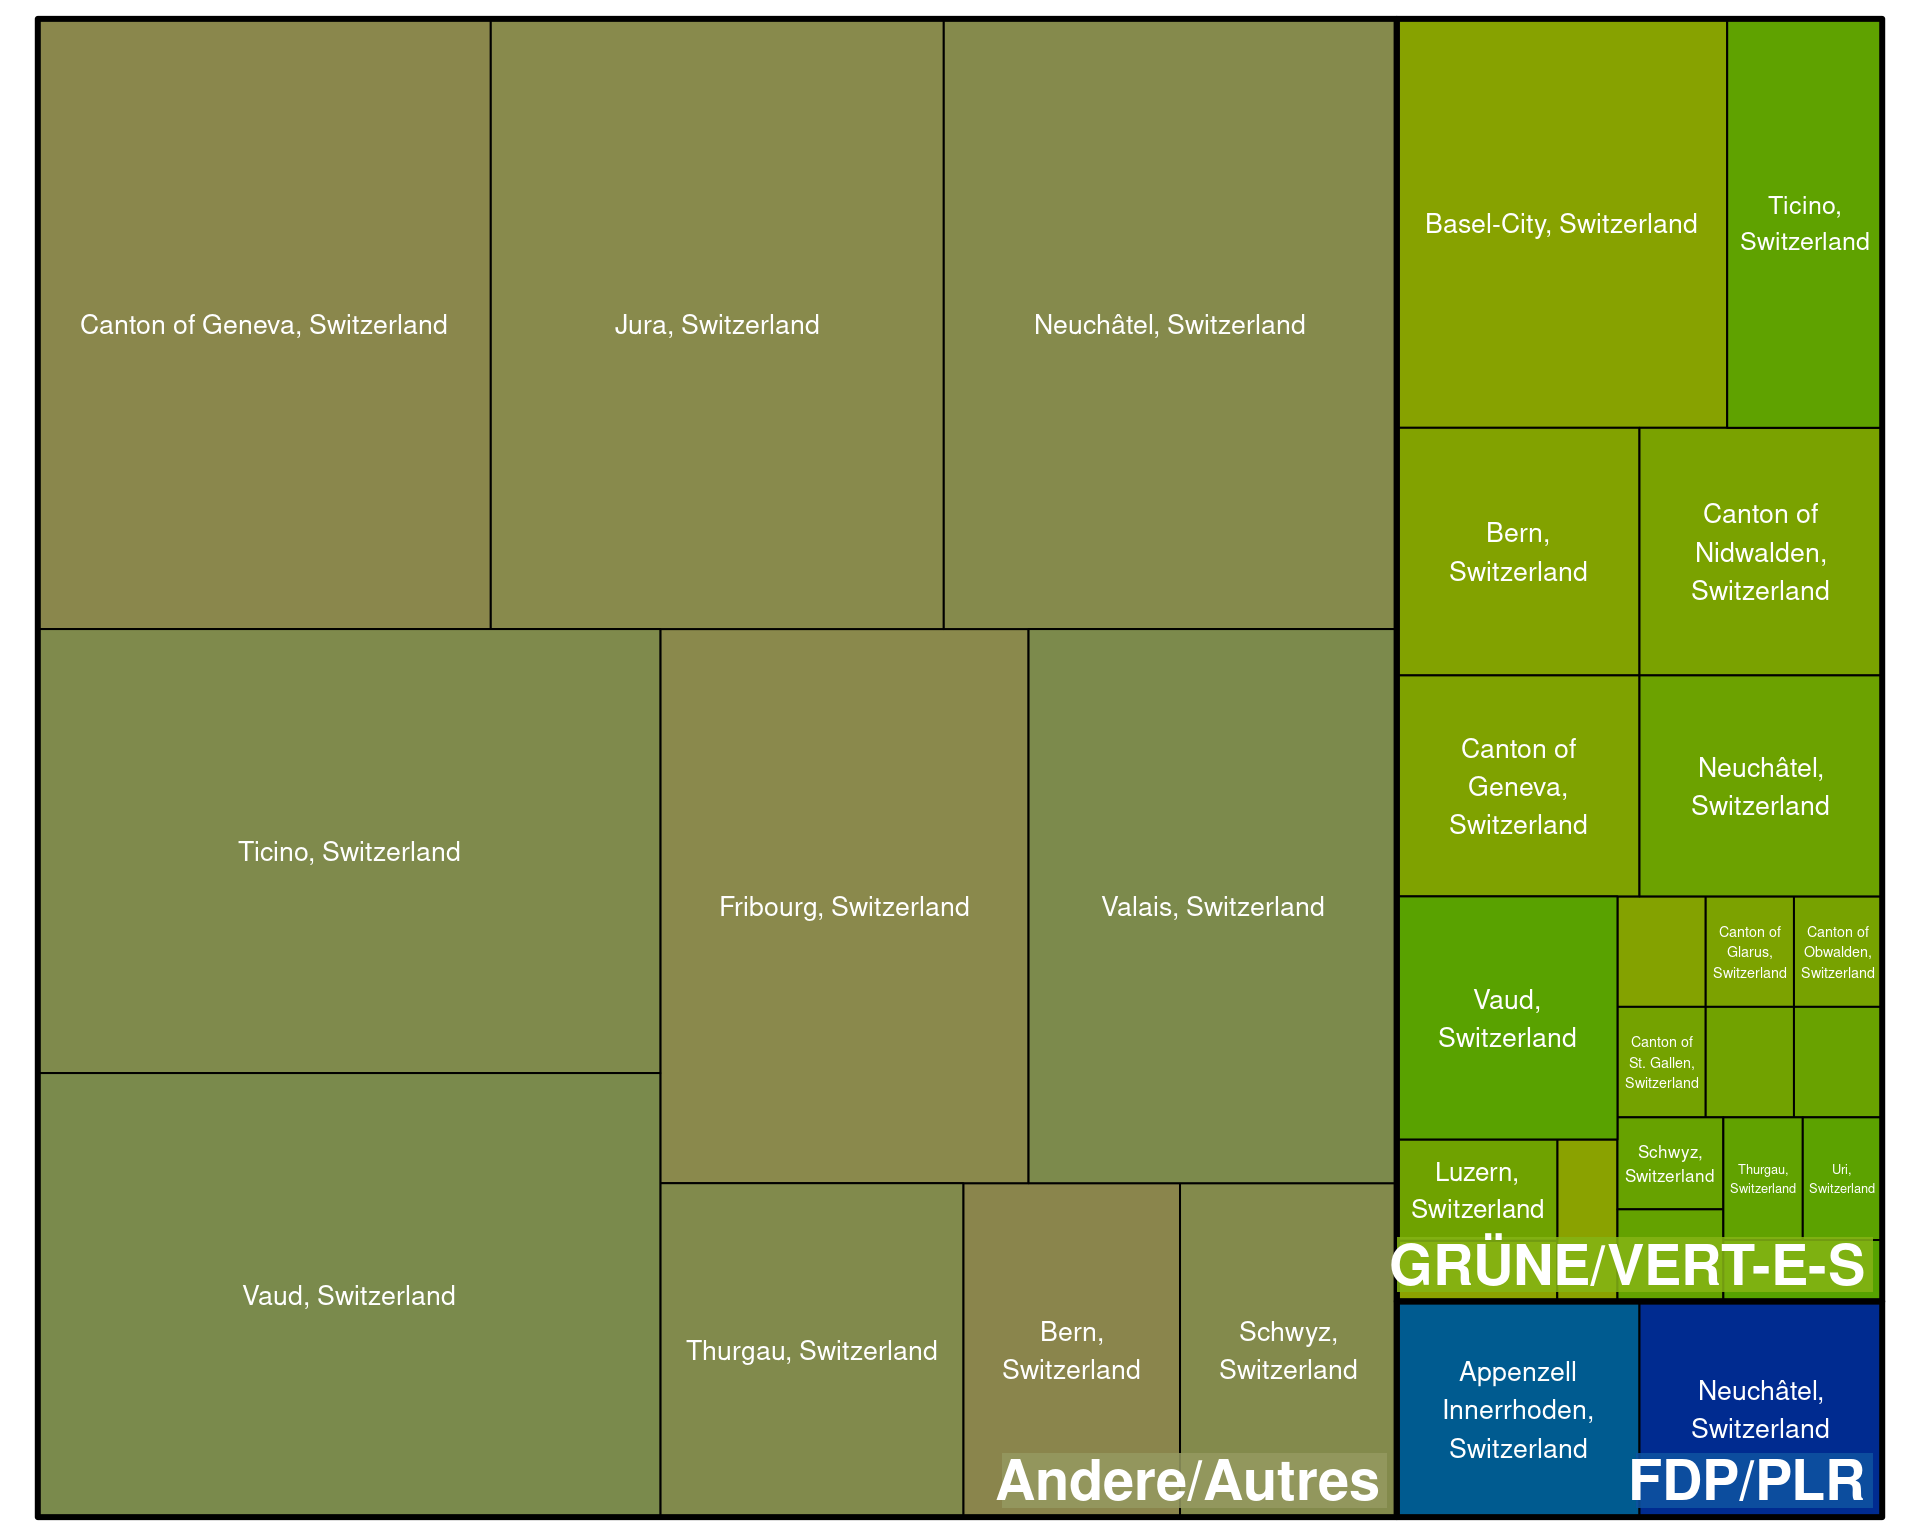 Canton of Geneva, Switzerland
Jura, Switzerland
Neuchâtel, Switzerland
Ticino, Switzerland
Fribourg, Switzerland
Valais, Switzerland
Vaud, Switzerland
Thurgau, Switzerland
Bern,
Switzerland
Schwyz,
Switzerland
Andere/Autres
Basel-City, Switzerland
Ticino,
Switzerland
Bern,
Switzerland
Canton of
Nidwalden,
Switzerland
Canton of
Geneva,
Switzerland
Neuchâtel,
Switzerland
Vaud,
Switzerland
Canton of
Glarus,
Switzerland
Canton of
Obwalden,
Switzerland
Canton of
St. Gallen,
Switzerland
Luzern,
Switzerland
Schwyz,
Switzerland
Thurgau,
Switzerland
Uri,
Switzerland
GRÜNE/VERT-E-S
Appenzell
Innerrhoden,
Switzerland
Neuchâtel,
Switzerland
FDP/PLR